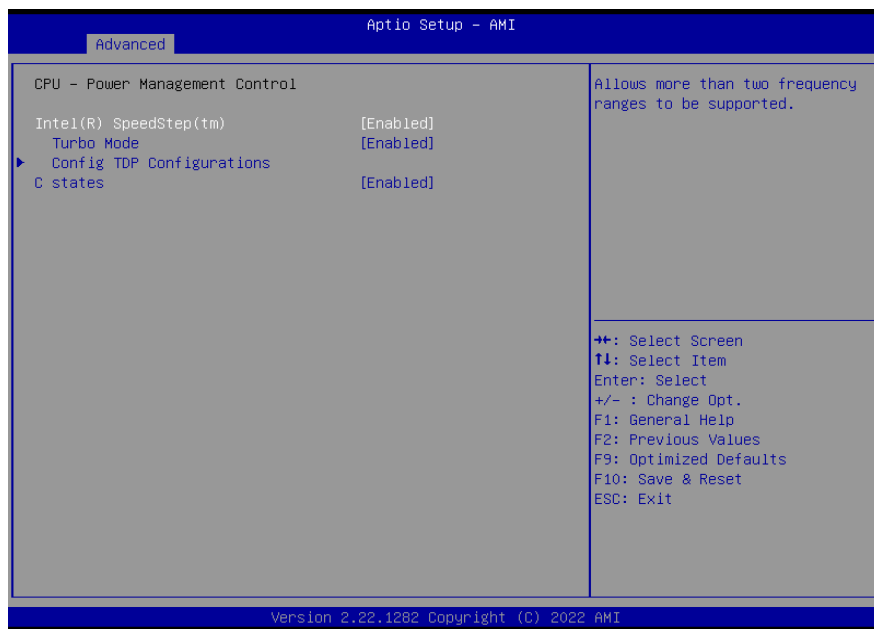 Aptio Setup – AMI
Advanced
CPU – Power Management Control
Intel(R) SpeedStep(tm) [Enabled]
Turbo Mode [Enabled]
Config TDP Configurations
C states [Enabled]
Allows more than two frequency
ranges to be supported.
→←: Select Screen
↑↓: Select Item
Enter: Select
+/- : Change Opt.
F1: General Help
F2: Previous Values
F9: Optimized Defaults
F10: Save & Reset
ESC: Exit
Version 2.22.1282 Copyright (C) 2022 AMI